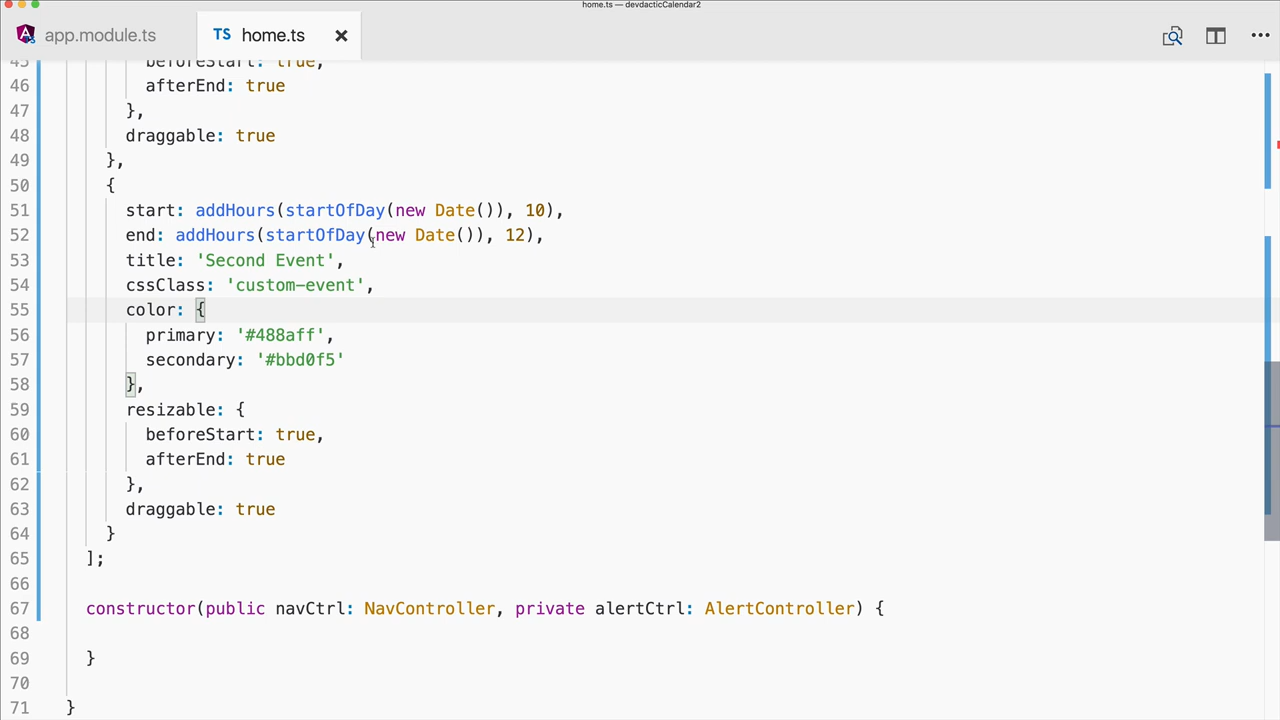 home.ts — devdacticCalendar2
app.module.ts
TS home.ts
45 beforeStart: true,
46 afterEnd: true
47 },
48 draggable: true
49 },
50 {
51 start: addHours(startOfDay(new Date()), 10),
52 end: addHours(startOfDay(new Date()), 12),
53 title: 'Second Event',
54 cssClass: 'custom-event',
55 color: {
56 primary: '#488aff',
57 secondary: '#bbd0f5'
58 },
59 resizable: {
60 beforeStart: true,
61 afterEnd: true
62 },
63 draggable: true
64 }
65 ];
66
67 constructor(public navCtrl: NavController, private alertCtrl: AlertController) {
68
69 }
70
71 }